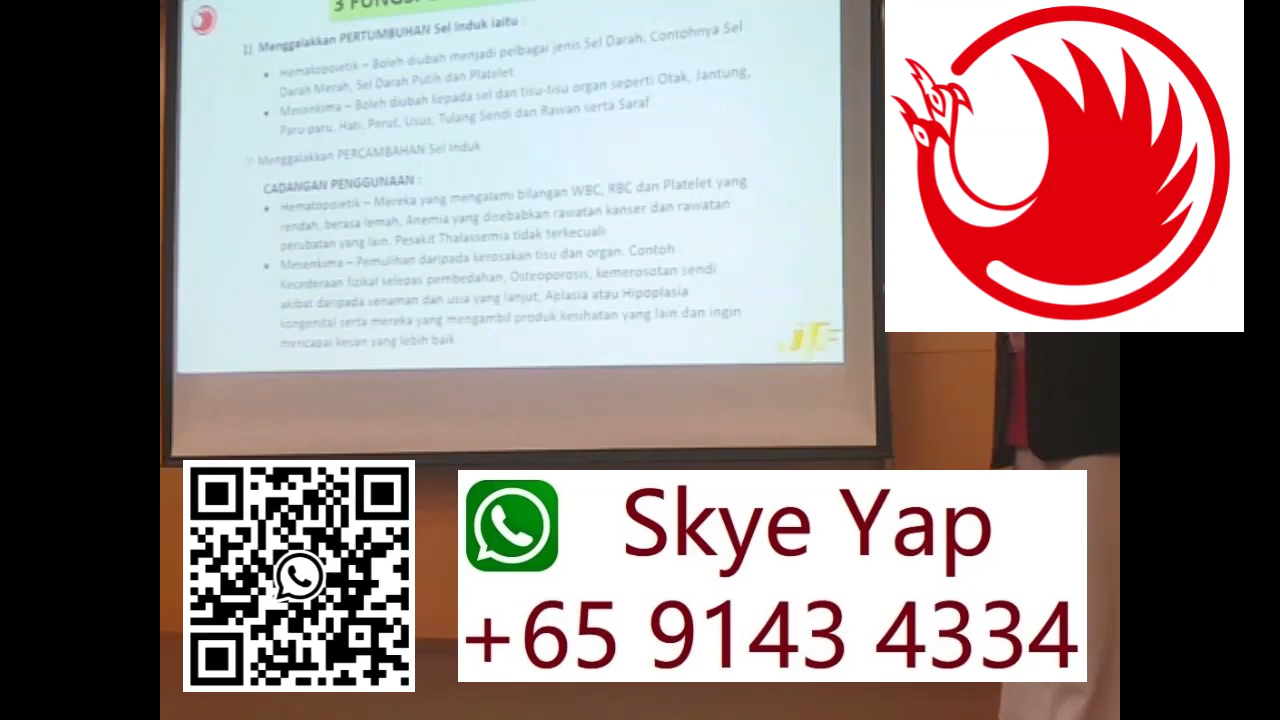 3 FUNGSI
1) Menggalakkan PERTUMBUHAN Sel Induk iaitu :
• Hematopoietik – Boleh diubah menjadi pelbagai jenis Sel Darah. Contohnya Sel
Darah Merah, Sel Darah Putih dan Platelet
• Mesenkima – Boleh diubah kepada sel dan tisu-tisu organ seperti Otak, Jantung,
Paru-paru, Hati, Perut, Usus, Tulang Sendi dan Rawan serta Saraf
Menggalakkan PERCAMBAHAN Sel Induk
CADANGAN PENGGUNAAN :
• Hematopoietik – Mereka yang mengalami bilangan WBC, RBC dan Platelet yang
rendah, berasa lemah, Anemia yang disebabkan rawatan kanser dan rawatan
perubatan yang lain. Pesakit Thalassemia tidak terkecuali
• Mesenkima – Pemulihan daripada kerosakan tisu dan organ. Contoh :
Kecederaan fizikal selepas pembedahan, Osteoporosis, kemerosotan sendi
akibat daripada senaman dan usia yang lanjut, Aplasia atau Hipoplasia
kongenital serta mereka yang mengambil produk kesihatan yang lain dan ingin
mencapai kesan yang lebih baik
Skye Yap
+65 9143 4334